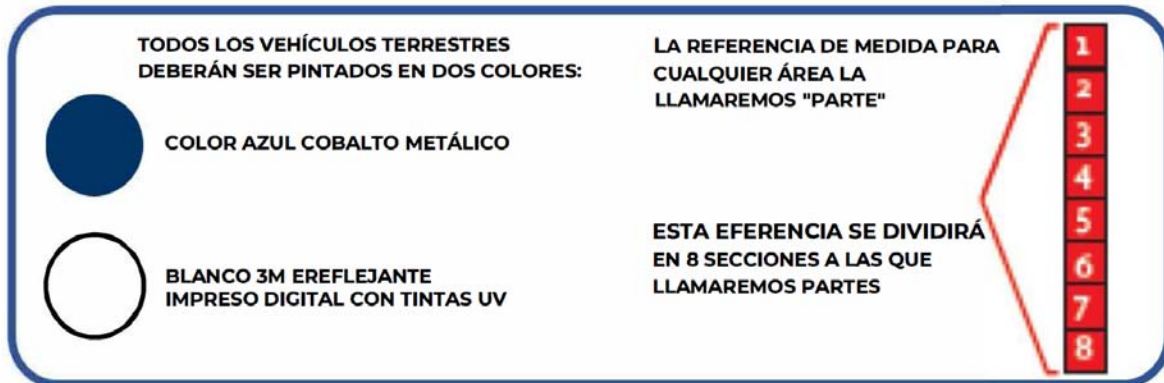 TODOS LOS VEHÍCULOS TERRESTRES
DEBERÁN SER PINTADOS EN DOS COLORES:
COLOR AZUL COBALTO METÁLICO
BLANCO 3M EREFLEJANTE
IMPRESO DIGITAL CON TINTAS UV
LA REFERENCIA DE MEDIDA PARA
CUALQUIER ÁREA LA
LLAMAREMOS "PARTE"
ESTA EFERENCIA SE DIVIDIRÁ
EN 8 SECCIONES A LAS QUE
LLAMAREMOS PARTES
1
2
3
4
5
6
7
8